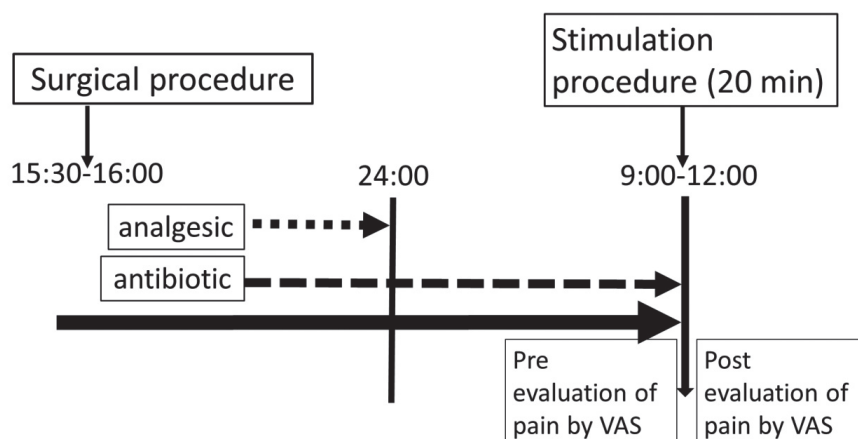 Surgical procedure
Stimulation
procedure (20 min)
15:30-16:00
24:00
9:00-12:00
analgesic
antibiotic
Pre
evaluation of
pain by VAS
Post
evaluation of
pain by VAS